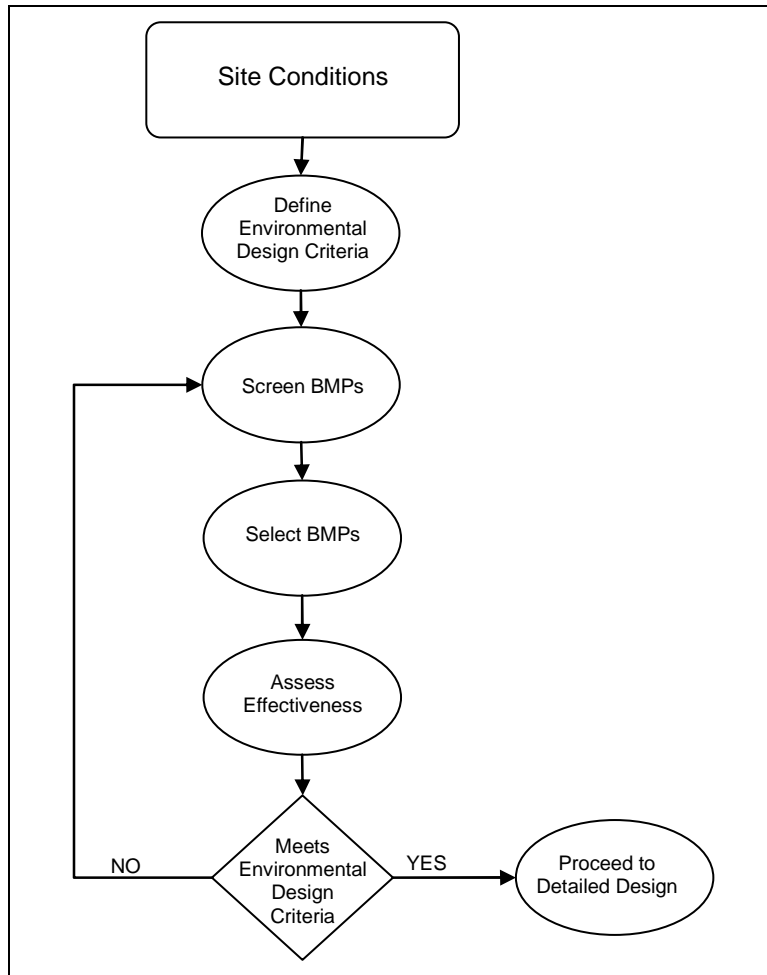 Site Conditions
Define
Environmental
Design Criteria
Screen BMPs
Select BMPs
Assess
Effectiveness
Meets
Environmental
Design
Criteria
NO
YES
Proceed to
Detailed Design